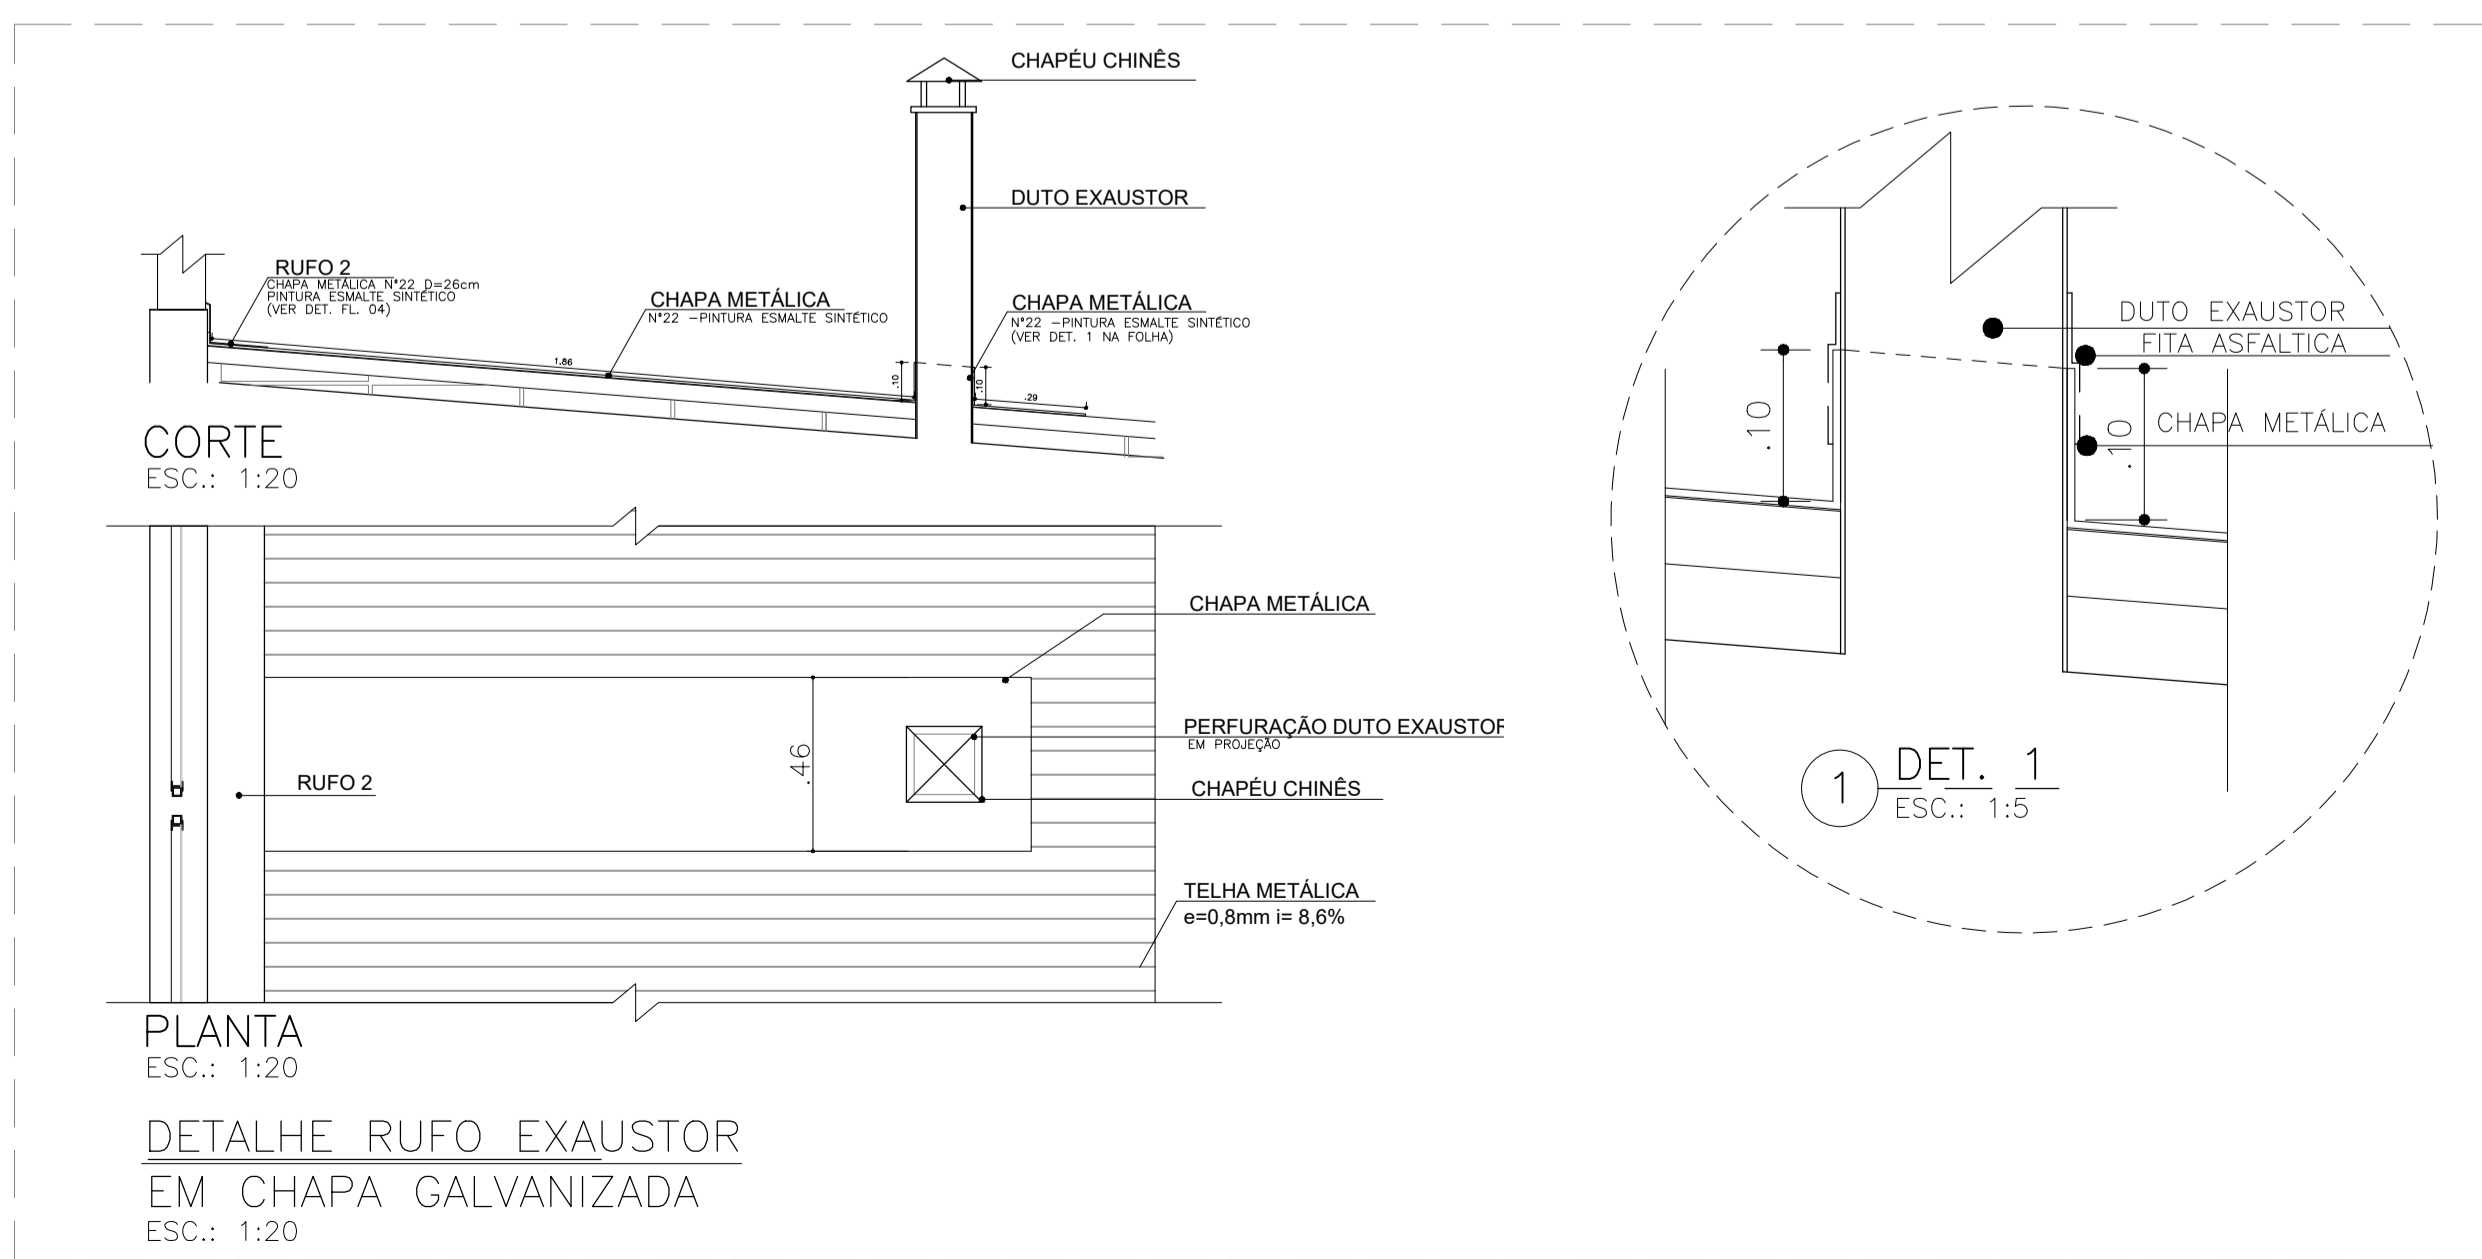 CHAPÉU CHINÊS
DUTO EXAUSTOR
RUFO 2
CHAPA METÁLICA N°22 D=26cm
PINTURA ESMALTE SINTÉTICO
(VER DET. FL. 04)
CHAPA METÁLICA
N°22 -PINTURA ESMALTE SINTÉTICO
CHAPA METÁLICA
N°22 -PINTURA ESMALTE SINTÉTICO
(VER DET. 1 NA FOLHA)
1.86
.10
.10
.29
CORTE
ESC.: 1:20
CHAPA METÁLICA
.46
PERFURAÇÃO DUTO EXAUSTOR
EM PROJEÇÃO
RUFO 2
CHAPÉU CHINÊS
TELHA METÁLICA
e=0,8mm i= 8,6%
PLANTA
ESC.: 1:20
DETALHE RUFO EXAUSTOR
EM CHAPA GALVANIZADA
ESC.: 1:20
DUTO EXAUSTOR
FITA ASFALTICA
CHAPA METÁLICA
.10
.10
1 DET. 1
ESC.: 1:5